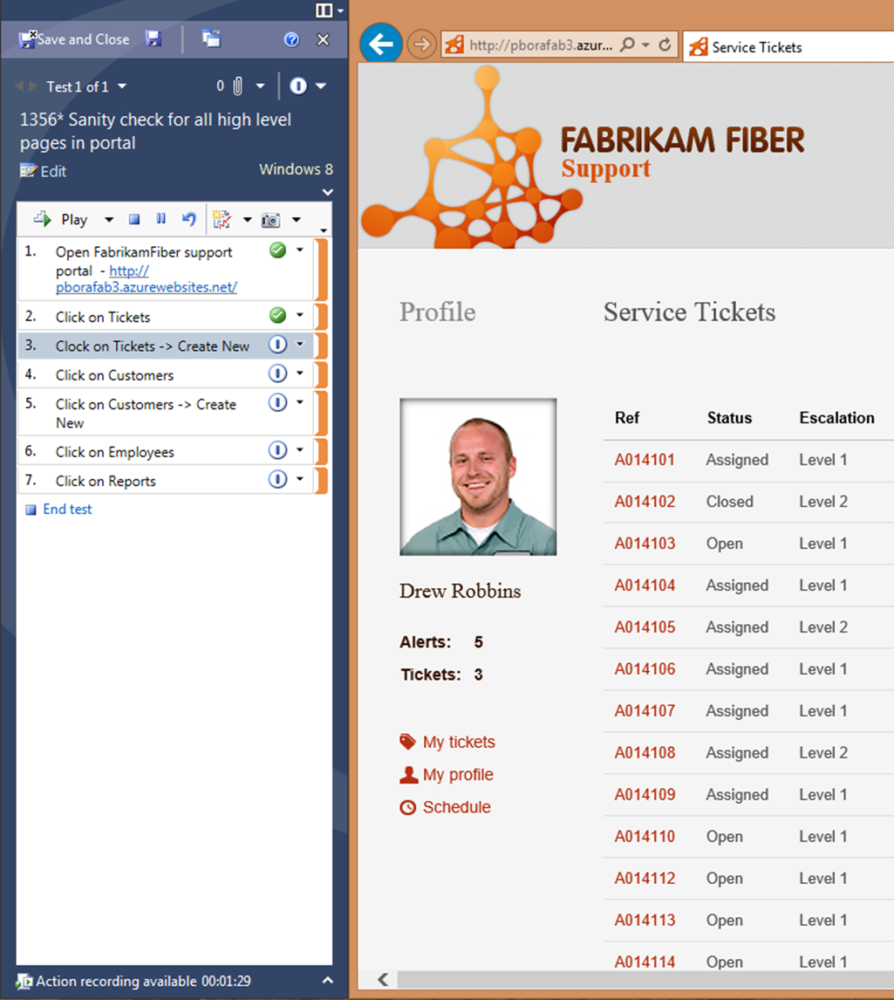 Save and Close
Test 1 of 1
0
1356* Sanity check for all high level
pages in portal
Edit
Windows 8
Play
1. Open FabrikamFiber support
portal - http://
pborafab3.azurewebsites.net/
2. Click on Tickets
3. Clock on Tickets -> Create New
4. Click on Customers
5. Click on Customers -> Create
New
6. Click on Employees
7. Click on Reports
End test
Action recording available 00:01:29
http://pborafab3.azur...
Service Tickets
FABRIKAM FIBER
Support
Profile
Drew Robbins
Alerts: 5
Tickets: 3
My tickets
My profile
Schedule
Service Tickets
Ref Status Escalation
A014101 Assigned Level 1
A014102 Closed Level 2
A014103 Open Level 1
A014104 Assigned Level 1
A014105 Assigned Level 2
A014106 Assigned Level 1
A014107 Assigned Level 1
A014108 Assigned Level 2
A014109 Assigned Level 1
A014110 Open Level 1
A014112 Open Level 1
A014113 Open Level 1
A014114 Open Level 1